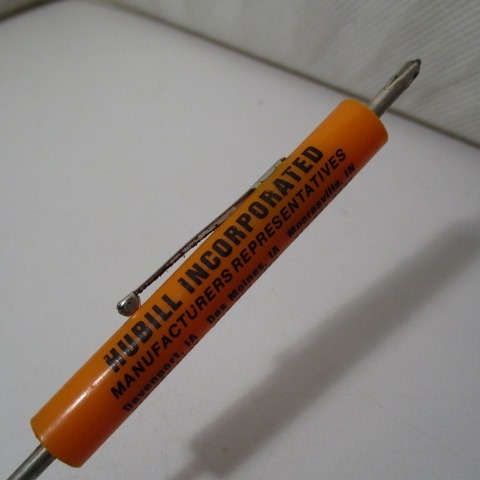 HUBILL INCORPORATED
MANUFACTURERS REPRESENTATIVES
Davenport, IA Des Moines, IA Mooresville, IN